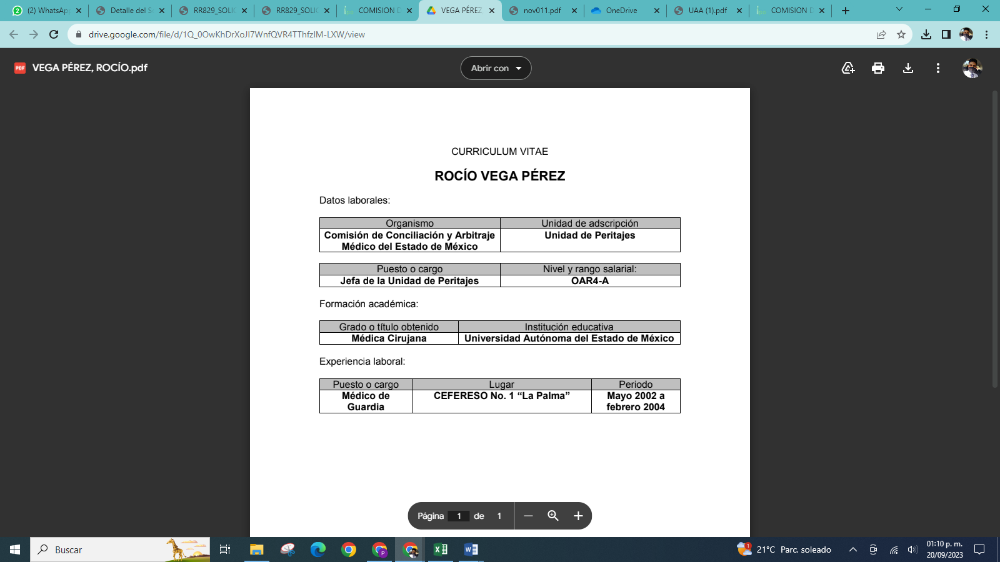 (2) WhatsAp
Detalle del S
RR829_SOLIC
RR829_SOLIC
COMISION D
VEGA PÉREZ
nov011.pdf
OneDrive
UAA (1).pdf
COMISION D
drive.google.com/file/d/1Q_0OwKhDrXoJI7WnfQVR4TThfzIM-LXW/view
PDF VEGA PÉREZ, ROCÍO.pdf
Abrir con
CURRICULUM VITAE
ROCÍO VEGA PÉREZ
Datos laborales:
Organismo Unidad de adscripción
Comisión de Conciliación y Arbitraje Unidad de Peritajes
Médico del Estado de México
Puesto o cargo Nivel y rango salarial:
Jefa de la Unidad de Peritajes OAR4-A
Formación académica:
Grado o título obtenido Institución educativa
Médica Cirujana Universidad Autónoma del Estado de México
Experiencia laboral:
Puesto o cargo Lugar Periodo
Médico de CEFERESO No. 1 “La Palma” Mayo 2002 a
Guardia febrero 2004
Página 1 de 1
Buscar
21°C Parc. soleado
01:10 p. m.
20/09/2023